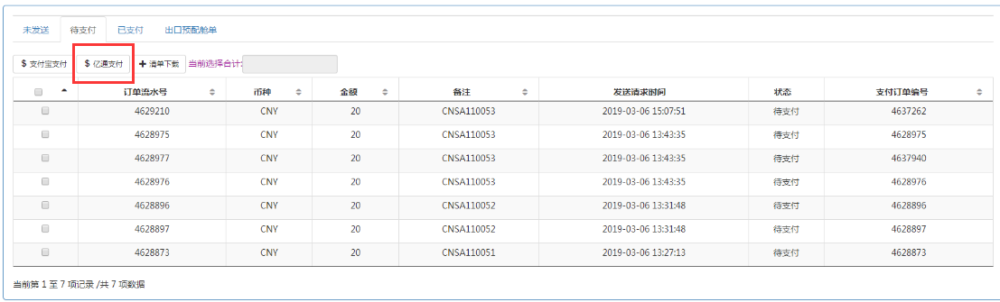 未发送 待支付 已支付 出口预配舱单
$ 支付宝支付 $ 亿通支付 + 清单下载 当前选择合计:
订单流水号 币种 金额 备注 发送请求时间 状态 支付订单编号
4629210 CNY 20 CNSA110053 2019-03-06 15:07:51 待支付 4637262
4628975 CNY 20 CNSA110053 2019-03-06 13:43:35 待支付 4628975
4628977 CNY 20 CNSA110053 2019-03-06 13:43:35 待支付 4637940
4628976 CNY 20 CNSA110053 2019-03-06 13:43:35 待支付 4628976
4628896 CNY 20 CNSA110052 2019-03-06 13:31:48 待支付 4628896
4628897 CNY 20 CNSA110052 2019-03-06 13:31:48 待支付 4628897
4628873 CNY 20 CNSA110051 2019-03-06 13:27:13 待支付 4628873
当前第 1 至 7 项记录 /共 7 项数据